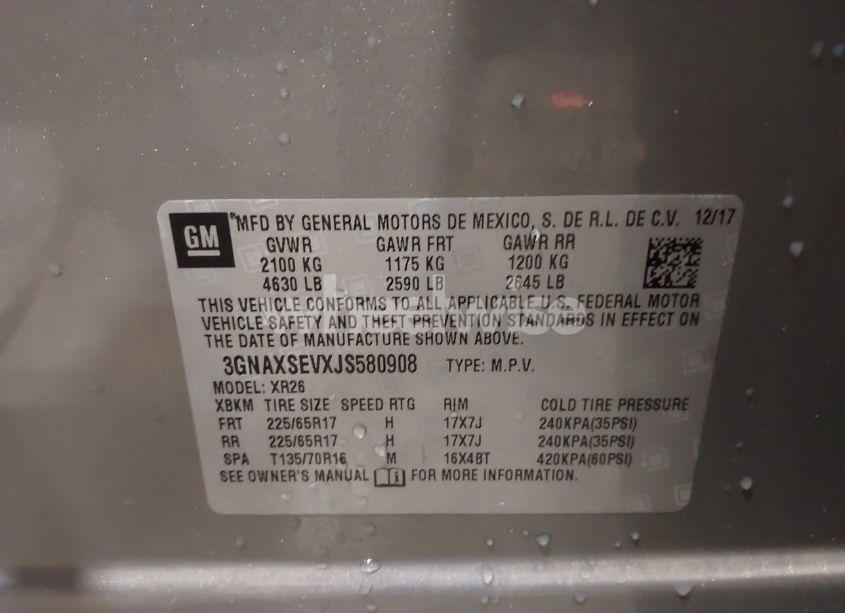 GM
®MFD BY GENERAL MOTORS DE MEXICO, S. DE R.L. DE C.V. 12/17
GVWR GAWR FRT GAWR RR
2100 KG 1175 KG 1200 KG
4630 LB 2590 LB 2645 LB
THIS VEHICLE CONFORMS TO ALL APPLICABLE U.S. FEDERAL MOTOR
VEHICLE SAFETY AND THEFT PREVENTION STANDARDS IN EFFECT ON
THE DATE OF MANUFACTURE SHOWN ABOVE.
3GNAXSEVXJS580908 TYPE: M.P.V.
MODEL: XR26
XBKM TIRE SIZE SPEED RTG RIM COLD TIRE PRESSURE
FRT 225/65R17 H 17X7J 240KPA(35PSI)
RR 225/65R17 H 17X7J 240KPA(35PSI)
SPA T135/70R16 M 16X4BT 420KPA(60PSI)
SEE OWNER'S MANUAL i FOR MORE INFORMATION.